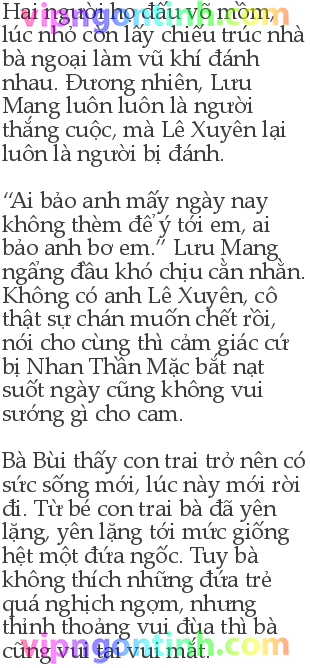 Hai người họ đấu võ mồm,
lúc nhỏ còn lấy chiếu trúc nhà
bà ngoại làm vũ khí đánh
nhau. Đương nhiên, Lưu
Mang luôn luôn là người
thắng cuộc, mà Lê Xuyên lại
luôn là người bị đánh.
“Ai bảo anh mấy ngày nay
không thèm để ý tới em, ai
bảo anh bơ em.” Lưu Mang
ngẩng đầu khó chịu cằn nhằn.
Không có anh Lê Xuyên, cô
thật sự chán muốn chết rồi,
nói cho cùng thì cảm giác cứ
bị Nhan Thần Mặc bắt nạt
suốt ngày cũng không vui
sướng gì cho cam.
Bà Bùi thấy con trai trở nên có
sức sống mới, lúc này mới rời
đi. Từ bé con trai bà đã yên
lặng, yên lặng tới mức giống
hệt một đứa ngốc. Tuy bà
không thích những đứa trẻ
quá nghịch ngợm, nhưng
thỉnh thoảng vui đùa thì bà
cũng vui tai vui mắt.
vipngontinh.com
vipngontinh.com